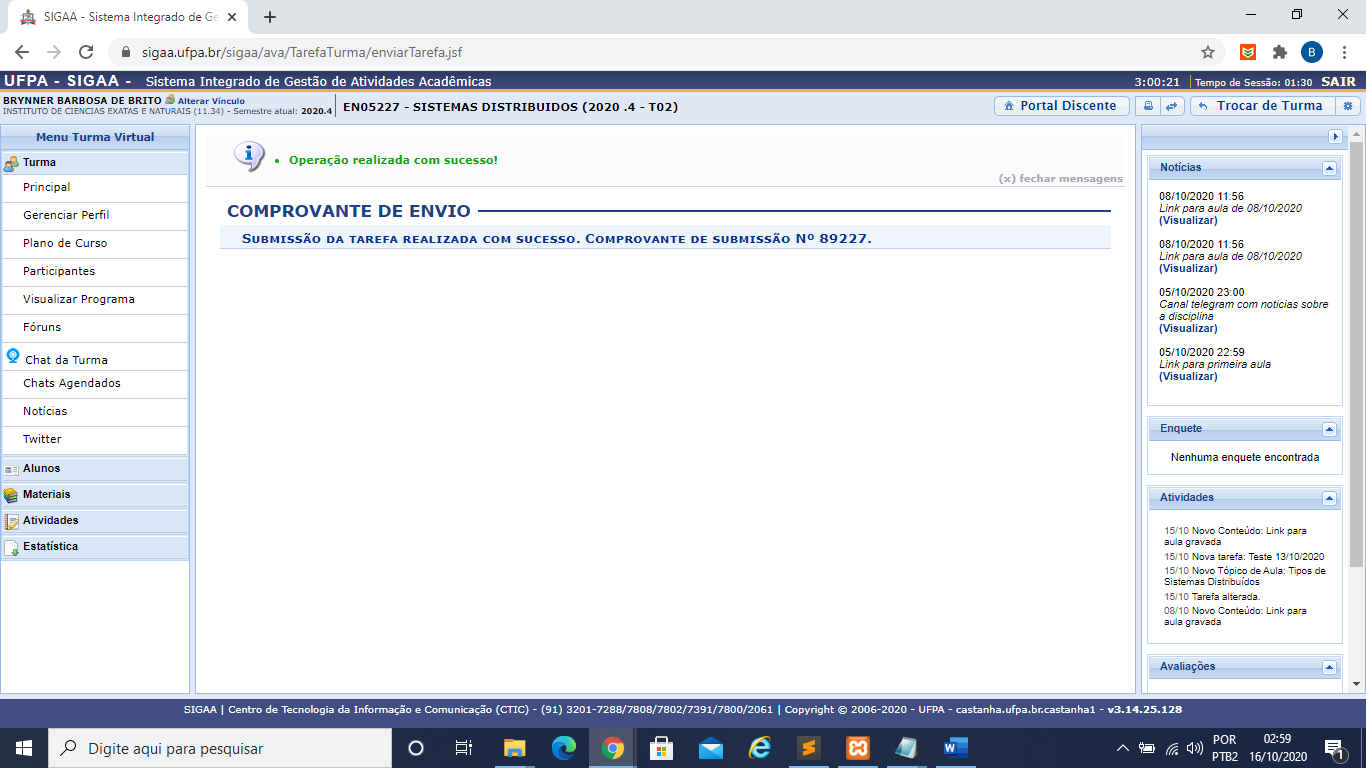 SIGAA - Sistema Integrado de Ge
sigaa.ufpa.br/sigaa/ava/TarefaTurma/enviarTarefa.jsf
B
UFPA - SIGAA - Sistema Integrado de Gestão de Atividades Acadêmicas
3:00:21 Tempo de Sessão: 01:30 SAIR
BRYNNER BARBOSA DE BRITO Alterar Vínculo
INSTITUTO DE CIENCIAS EXATAS E NATURAIS (11.34) - Semestre atual: 2020.4
EN05227 - SISTEMAS DISTRIBUIDOS (2020 .4 - T02)
Portal Discente
Trocar de Turma
Menu Turma Virtual
Turma
Principal
Gerenciar Perfil
Plano de Curso
Participantes
Visualizar Programa
Fóruns
Chat da Turma
Chats Agendados
Notícias
Twitter
Alunos
Materiais
Atividades
Estatística
Operação realizada com sucesso!
(x) fechar mensagens
COMPROVANTE DE ENVIO
SUBMISSÃO DA TAREFA REALIZADA COM SUCESSO. COMPROVANTE DE SUBMISSÃO Nº 89227.
Notícias
08/10/2020 11:56
Link para aula de 08/10/2020
(Visualizar)
08/10/2020 11:56
Link para aula de 08/10/2020
(Visualizar)
05/10/2020 23:00
Canal telegram com noticias sobre
a disciplina
(Visualizar)
05/10/2020 22:59
Link para primeira aula
(Visualizar)
Enquete
Nenhuma enquete encontrada
Atividades
15/10 Novo Conteúdo: Link para
aula gravada
15/10 Nova tarefa: Teste 13/10/2020
15/10 Novo Tópico de Aula: Tipos de
Sistemas Distribuídos
15/10 Tarefa alterada.
08/10 Novo Conteúdo: Link para
aula gravada
Avaliações
SIGAA | Centro de Tecnologia da Informação e Comunicação (CTIC) - (91) 3201-7288/7808/7802/7391/7800/2061 | Copyright © 2006-2020 - UFPA - castanha.ufpa.br.castanha1 - v3.14.25.128
Digite aqui para pesquisar
POR
PTB2
02:59
16/10/2020
1